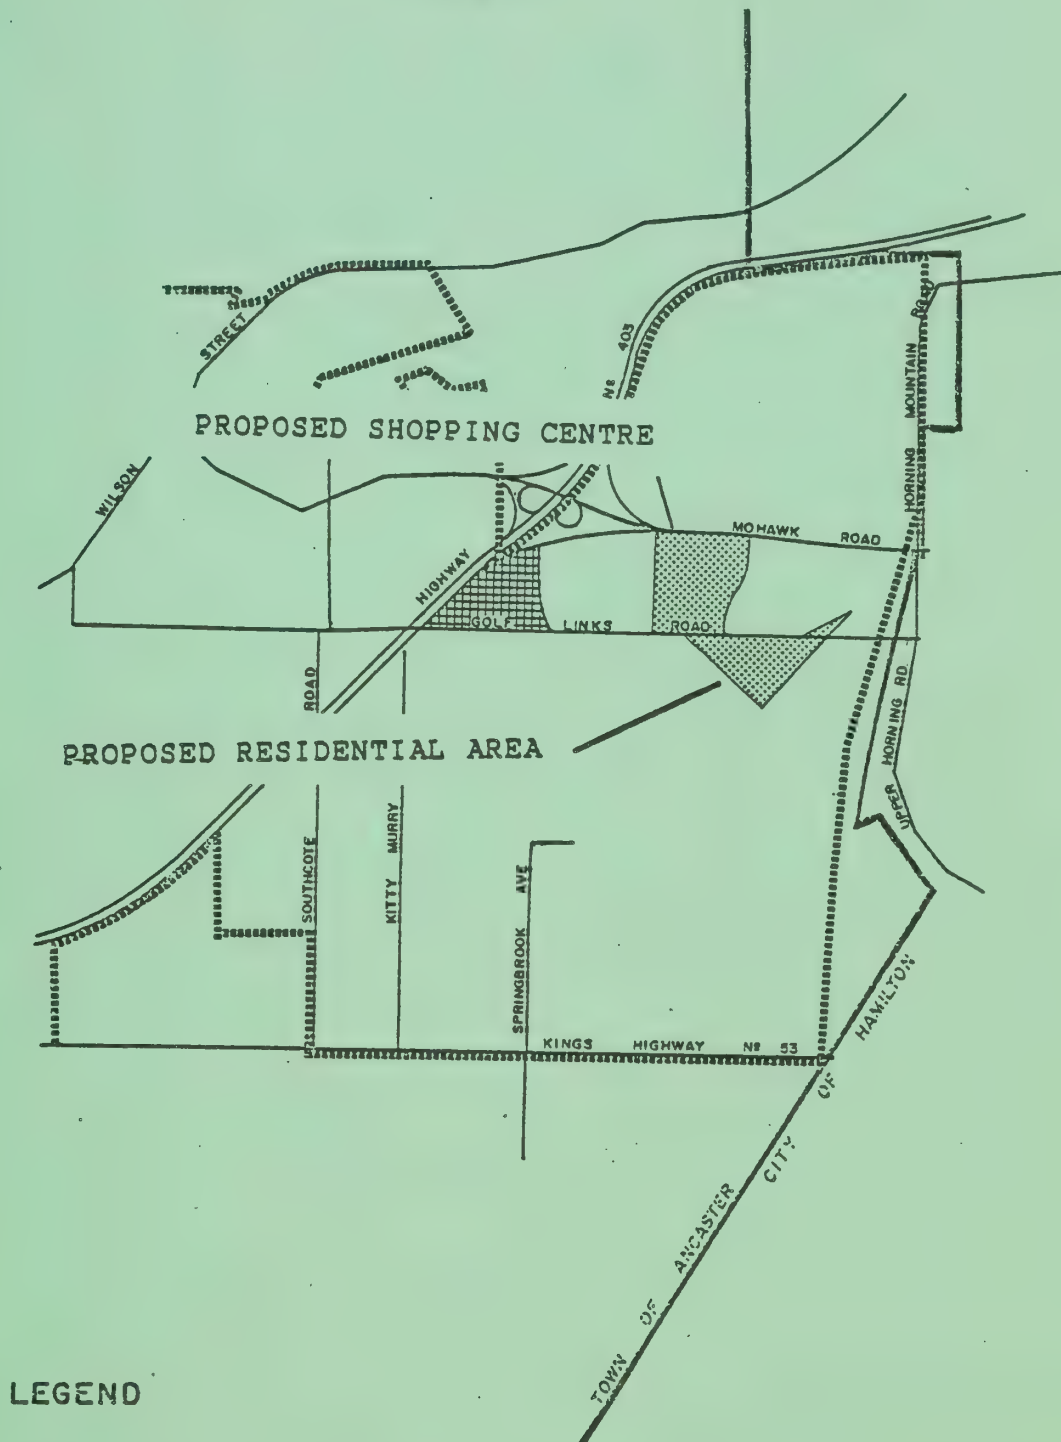 Nº 403
STREET
ROAD
HORNING MOUNTAIN
PROPOSED SHOPPING CENTRE
WILSON
MOHAWK ROAD
HIGHWAY
GOLF LINKS ROAD
ROAD
UPPER HORNING RD.
PROPOSED RESIDENTIAL AREA
SOUTHCOTE
KITTY MURRY
SPRINGBROOK AVE
KINGS HIGHWAY Nº 53
CITY OF HAMILTON
TOWN OF ANCASTER
LEGEND